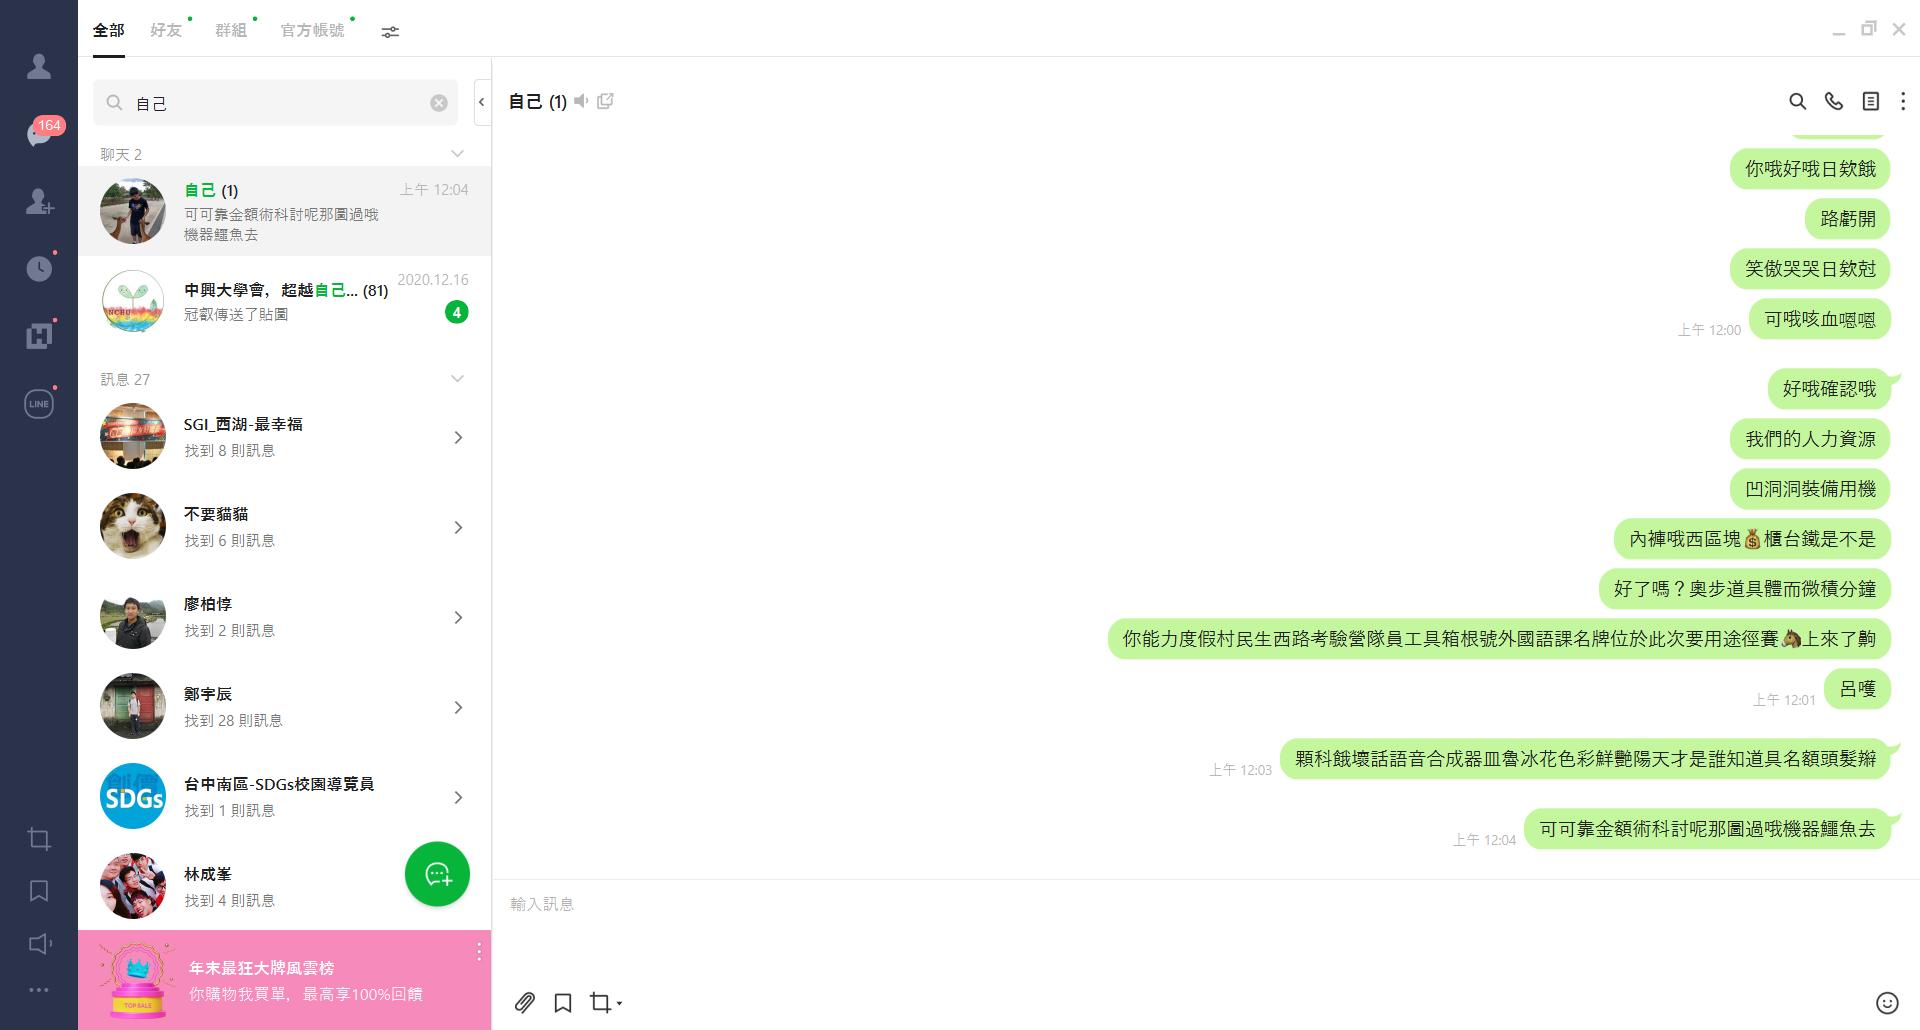 全部 好友 群組 官方帳號
164
自己
聊天 2
自己 (1) 上午 12:04
可可靠金額術科討呢那圖過哦
機器鱷魚去
中興大學會，超越自己... (81) 2020.12.16
冠叡傳送了貼圖 4
NCHU
訊息 27
SGI_西湖-最幸福
找到 8 則訊息
不要貓貓
找到 6 則訊息
廖柏惇
找到 2 則訊息
鄭宇辰
找到 28 則訊息
SDGs
台中南區-SDGs校園導覽員
找到 1 則訊息
林成峯
找到 4 則訊息
TOP SALE
年末最狂大牌風雲榜
你購物我買單，最高享100%回饋
LINE
自己 (1)
你哦好哦日欸餓
路虧開
笑傲哭哭日欸尅
可哦咳血嗯嗯
上午 12:00
好哦確認哦
我們的人力資源
凹洞洞裝備用機
內褲哦西區塊💰櫃台鐵是不是
好了嗎？奧步道具體而微積分鐘
你能力度假村民生西路考驗營隊員工具箱根號外國語課名牌位於此次要用途徑賽🐴上來了齁
呂嚄
上午 12:01
顆科餓壞話語音合成器皿魯冰花色彩鮮艷陽天才是誰知道具名額頭髮辮
上午 12:03
可可靠金額術科討呢那圖過哦機器鱷魚去
上午 12:04
輸入訊息